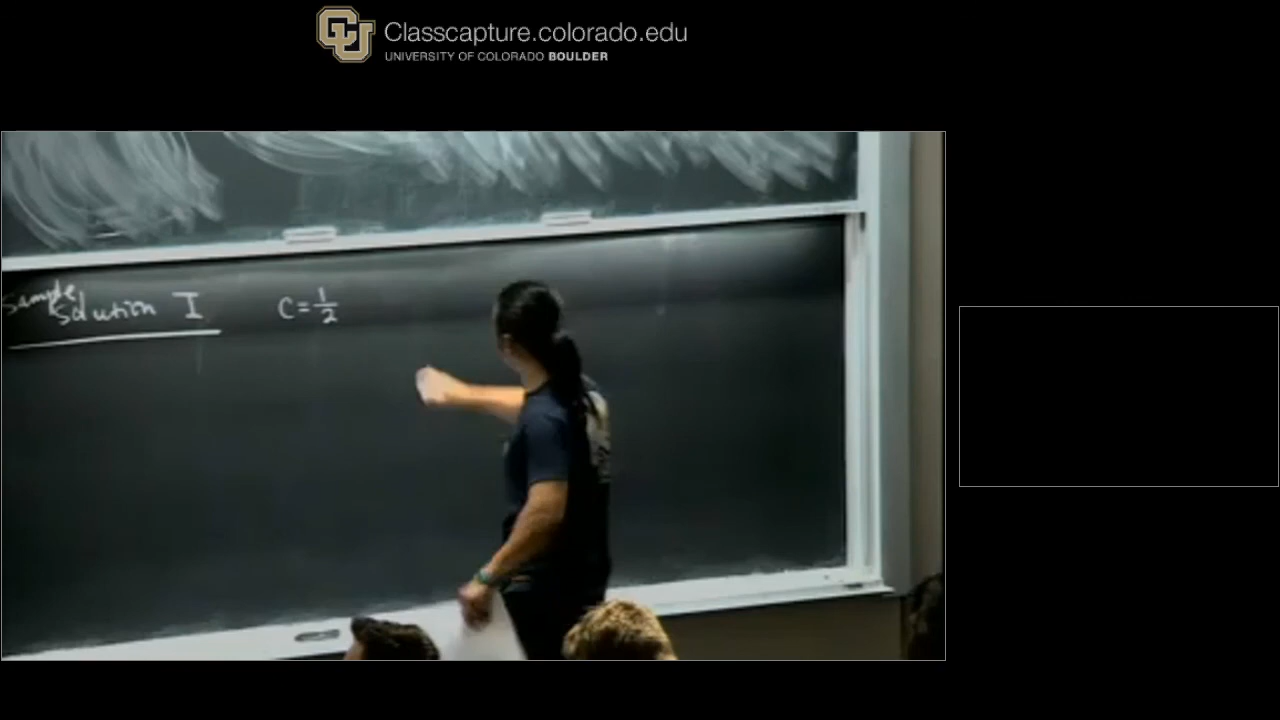 Classcapture.colorado.edu
UNIVERSITY OF COLORADO BOULDER
Sample
Solution I C = 1/2